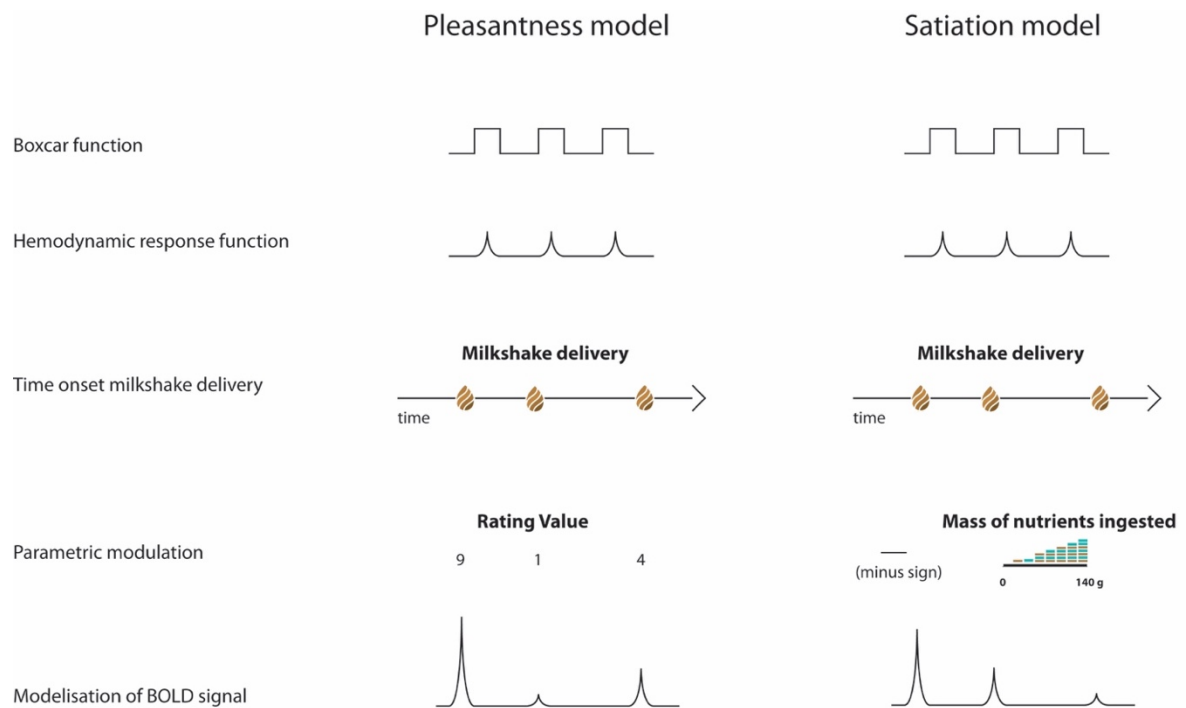 Pleasantness model
Satiation model
Boxcar function
Hemodynamic response function
Milkshake delivery
Milkshake delivery
Time onset milkshake delivery
time
time
Rating Value
Mass of nutrients ingested
Parametric modulation
9 1 4
(minus sign)
0 140 g
Modelisation of BOLD signal